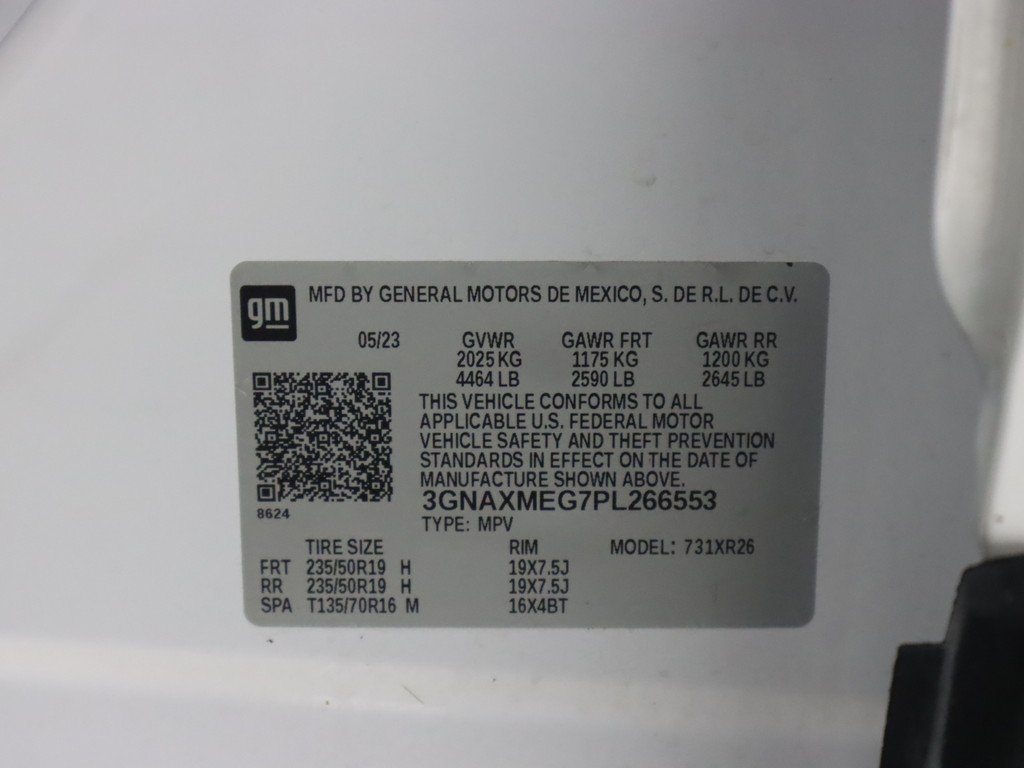 gm
MFD BY GENERAL MOTORS DE MEXICO, S. DE R.L. DE C.V.
05/23 GVWR GAWR FRT GAWR RR
2025 KG 1175 KG 1200 KG
4464 LB 2590 LB 2645 LB
THIS VEHICLE CONFORMS TO ALL
APPLICABLE U.S. FEDERAL MOTOR
VEHICLE SAFETY AND THEFT PREVENTION
STANDARDS IN EFFECT ON THE DATE OF
MANUFACTURE SHOWN ABOVE.
3GNAXMEG7PL266553
8624
TYPE: MPV
TIRE SIZE RIM MODEL: 731XR26
FRT 235/50R19 H 19X7.5J
RR 235/50R19 H 19X7.5J
SPA T135/70R16 M 16X4BT